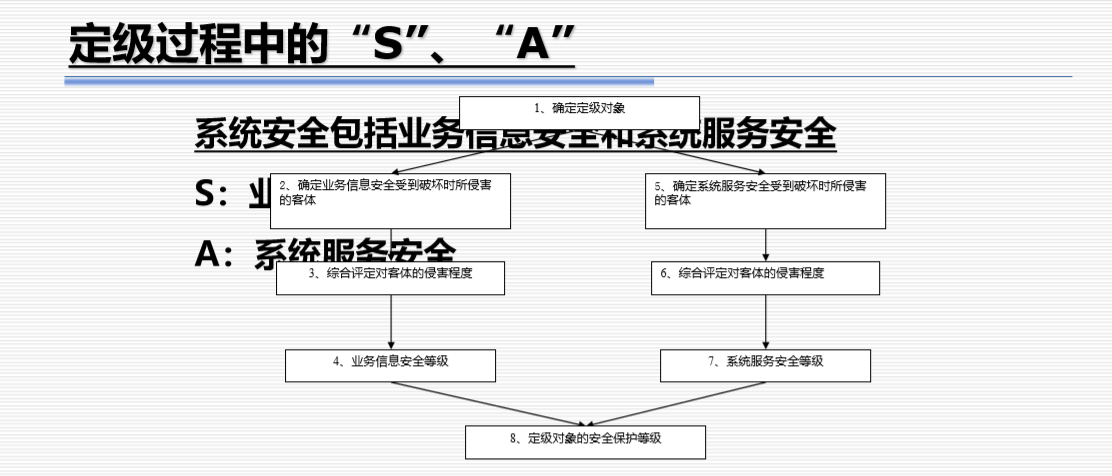 定级过程中的“S”、“A”
1、确定定级对象
系统安全包括业务信息安全和系统服务安全
S：业
2、确定业务信息安全受到破坏时所侵害
的客体
5、确定系统服务安全受到破坏时所侵害
的客体
A：系统服务安全
3、综合评定对客体的侵害程度
6、综合评定对客体的侵害程度
4、业务信息安全等级
7、系统服务安全等级
8、定级对象的安全保护等级